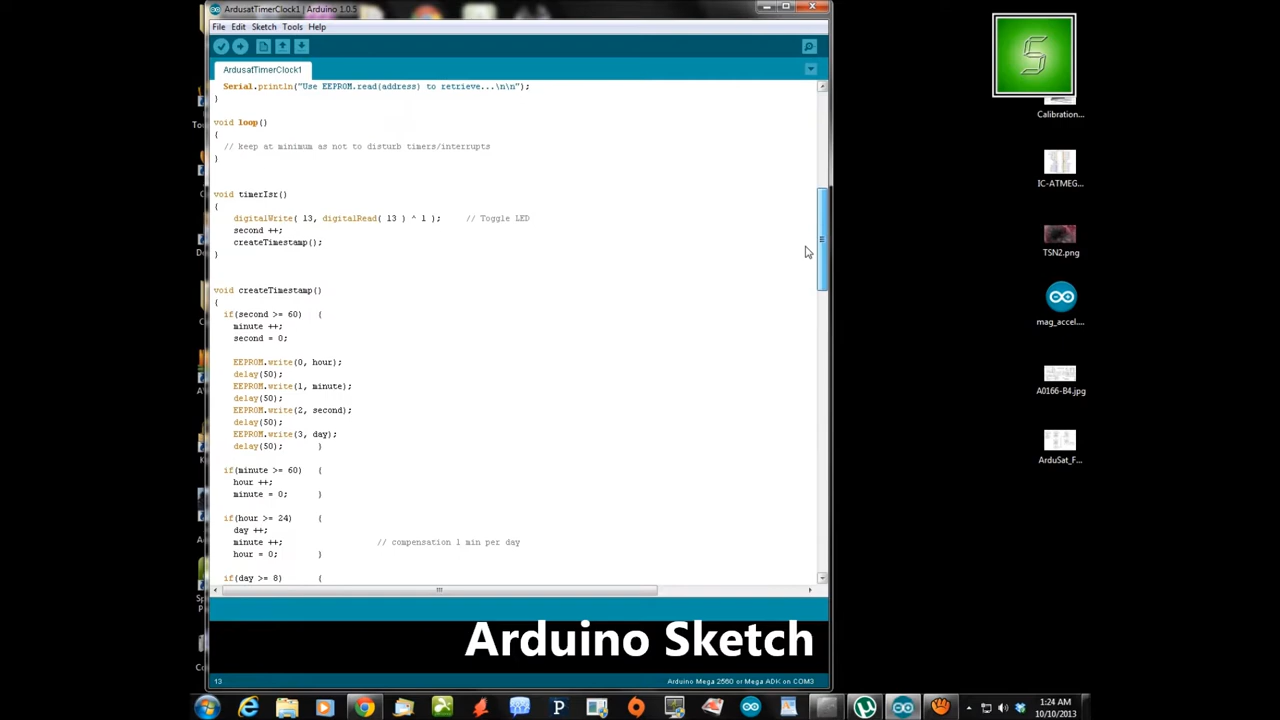 ArdusatTimerClock1 | Arduino 1.0.5
File Edit Sketch Tools Help
ArdusatTimerClock1
Serial.println("Use EEPROM.read(address) to retrieve...\n\n");
}
void loop()
{
// keep at minimum as not to disturb timers/interrupts
}
void timerIsr()
{
digitalWrite( 13, digitalRead( 13 ) ^ 1 ); // Toggle LED
second ++;
createTimestamp();
}
void createTimestamp()
{
if(second >= 60) {
minute ++;
second = 0;
EEPROM.write(0, hour);
delay(50);
EEPROM.write(1, minute);
delay(50);
EEPROM.write(2, second);
delay(50);
EEPROM.write(3, day);
delay(50); }
if(minute >= 60) {
hour ++;
minute = 0; }
if(hour >= 24) {
day ++;
minute ++; // compensation 1 min per day
hour = 0; }
if(day >= 8) {
Arduino Sketch
13
Arduino Mega 2560 or Mega ADK on COM3
S
Calibration...
IC-ATMEG...
TSN2.png
mag_accel....
A0166-B4.jpg
ArduSat_F...
1:24 AM
10/10/2013